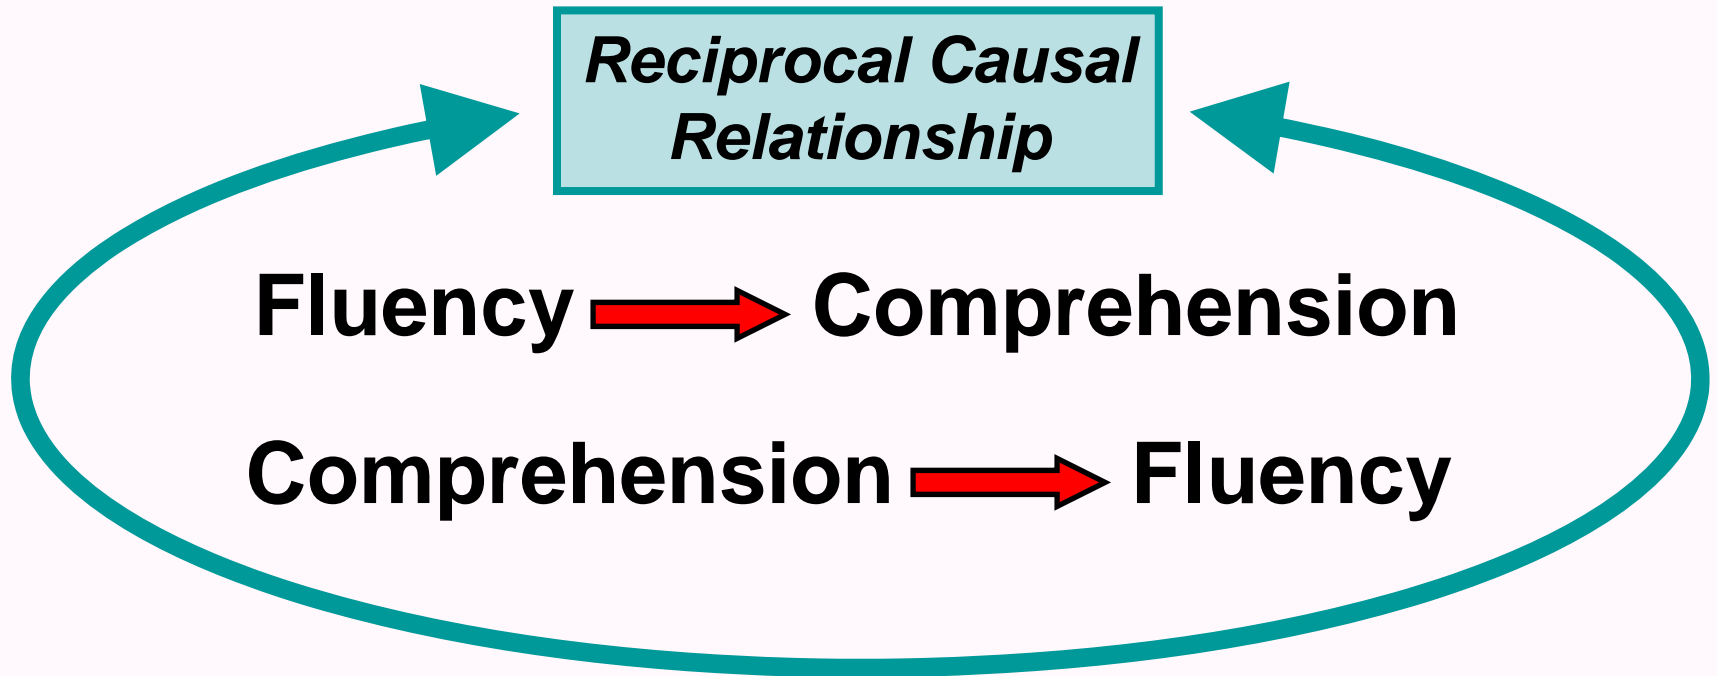 Reciprocal Causal
Relationship
Fluency Comprehension
Comprehension Fluency